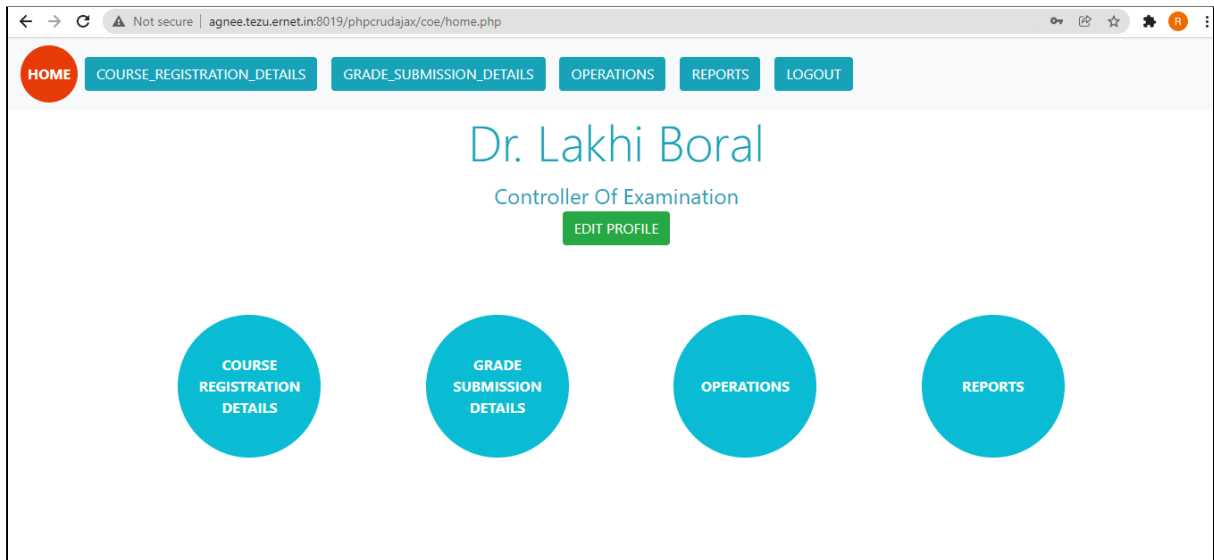 Not secure | agnee.tezu.ernet.in:8019/phpcrudajax/coe/home.php
R
HOME COURSE_REGISTRATION_DETAILS GRADE_SUBMISSION_DETAILS OPERATIONS REPORTS LOGOUT
Dr. Lakhi Boral
Controller Of Examination
EDIT PROFILE
COURSE
REGISTRATION
DETAILS
GRADE
SUBMISSION
DETAILS
OPERATIONS
REPORTS